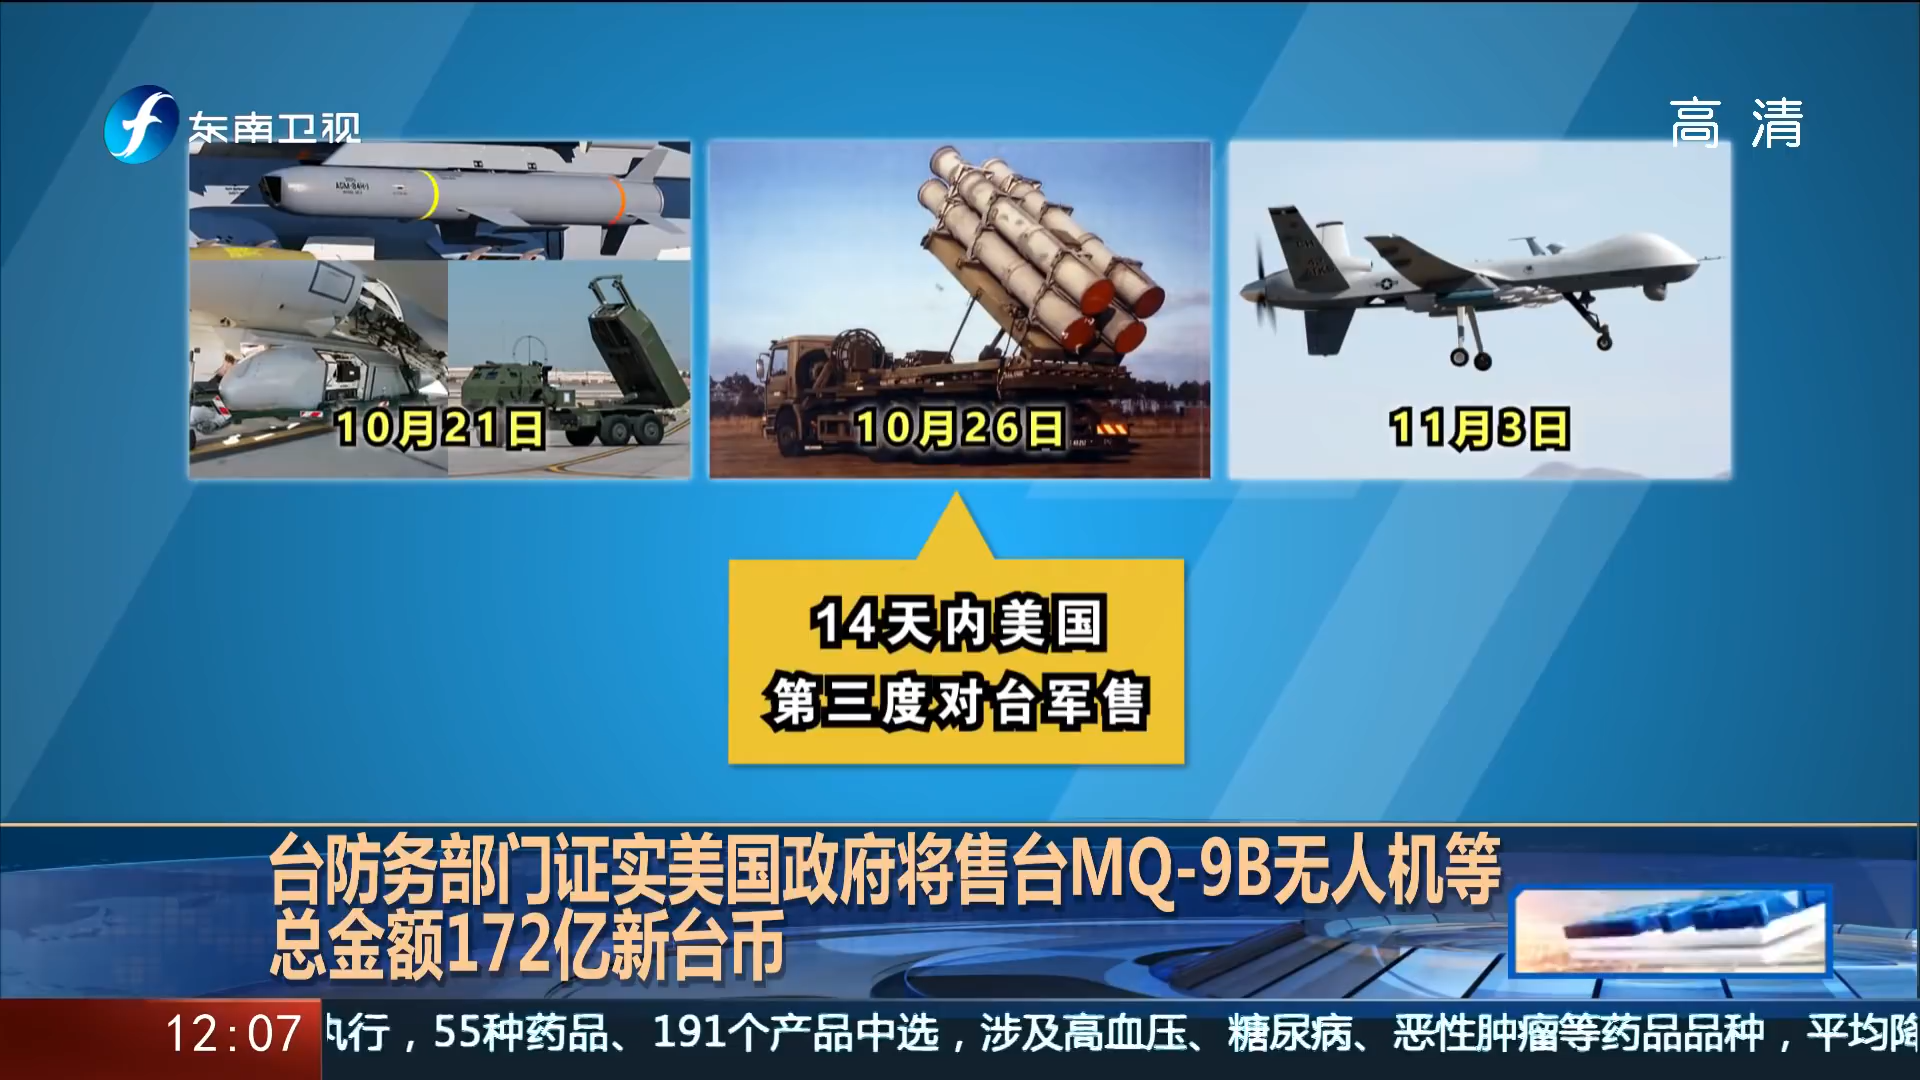 东南卫视
高清
AGM-84H-1
10月21日
10月26日
11月3日
14天内美国
第三度对台军售
台防务部门证实美国政府将售台MQ-9B无人机等
总金额172亿新台币
12:07
执行，55种药品、191个产品中选，涉及高血压、糖尿病、恶性肿瘤等药品品种，平均降